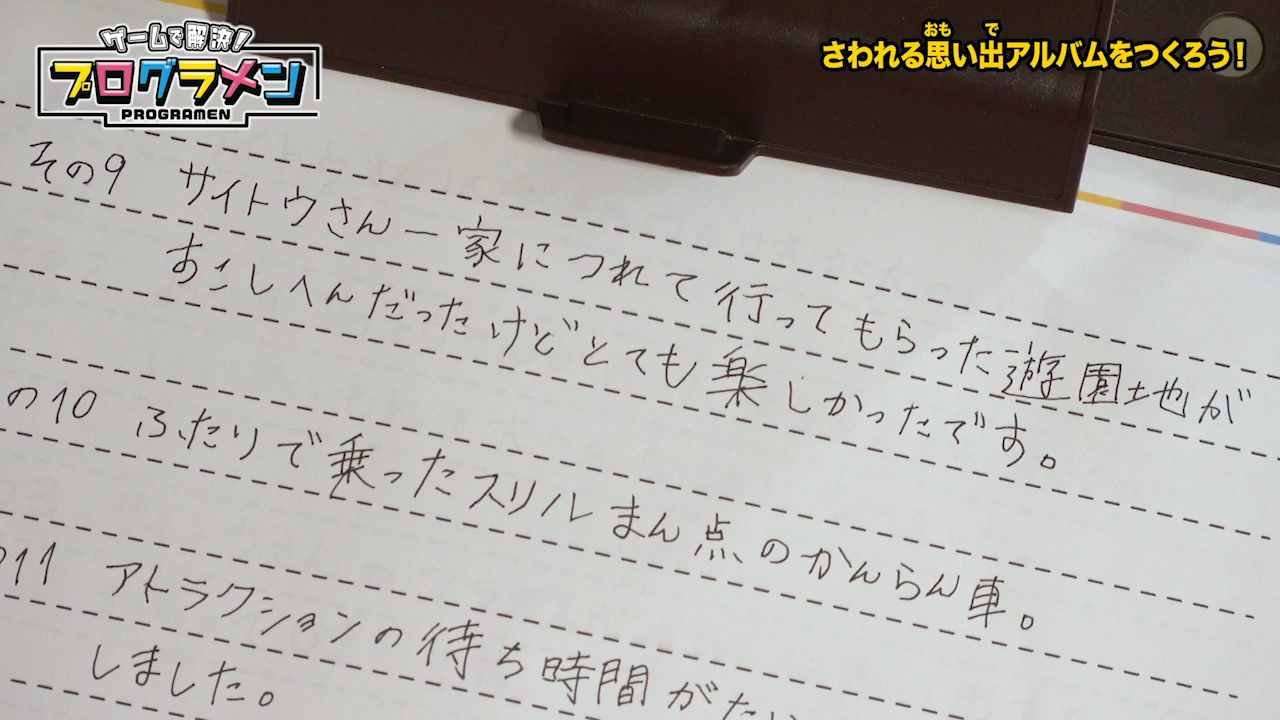 ゲームで解決!
プログラメン
PROGRAMEN
おも で
さわれる思い出アルバムをつくろう!
その9 サイトウさん一家につれて行ってもらった遊園地が
すこしへんだったけどとても楽しかったです。
の10 ふたりで乗ったスリルまん点のかんらん車。
11 アトラクションの待ち時間がたい
しました。